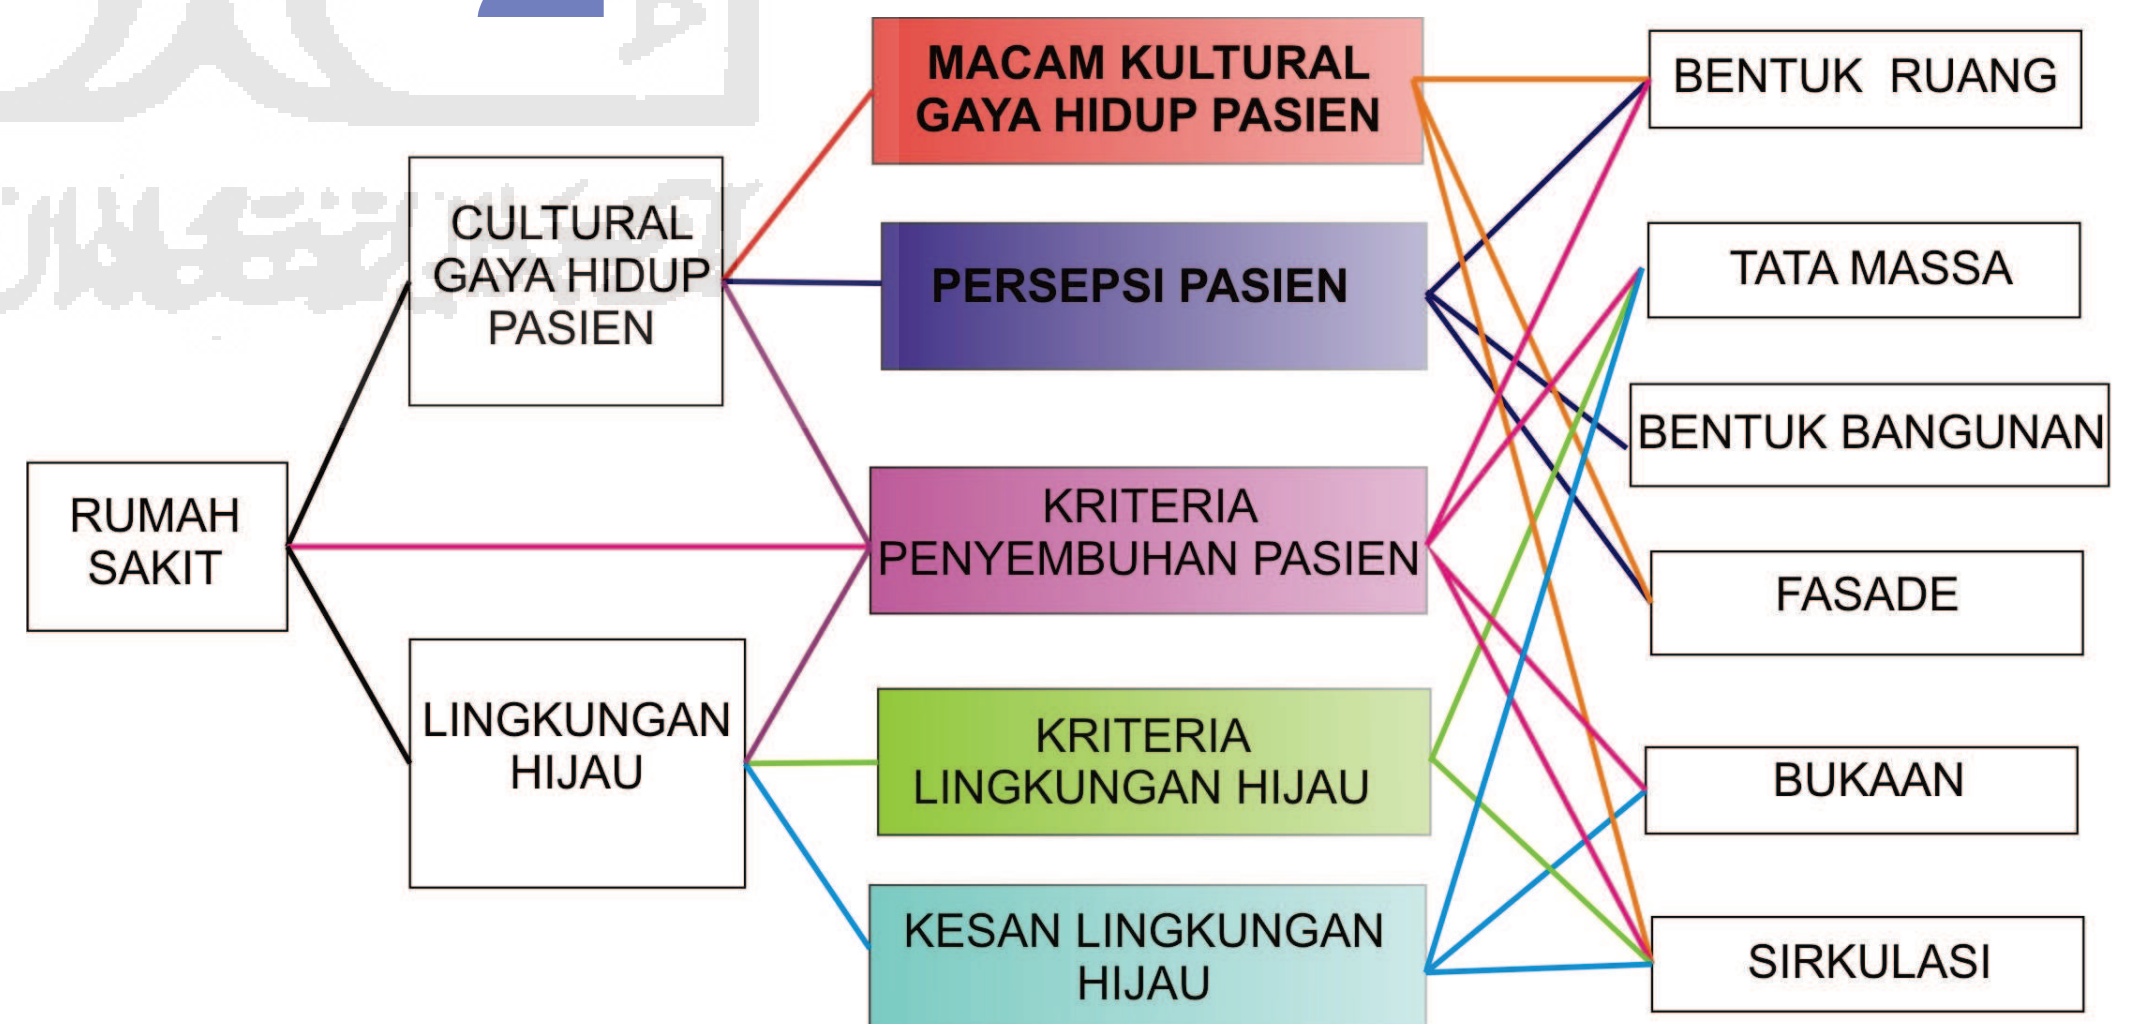 RUMAH
SAKIT
CULTURAL
GAYA HIDUP
PASIEN
LINGKUNGAN
HIJAU
MACAM KULTURAL
GAYA HIDUP PASIEN
PERSEPSI PASIEN
KRITERIA
PENYEMBUHAN PASIEN
KRITERIA
LINGKUNGAN HIJAU
KESAN LINGKUNGAN
HIJAU
BENTUK RUANG
TATA MASSA
BENTUK BANGUNAN
FASADE
BUKAAN
SIRKULASI